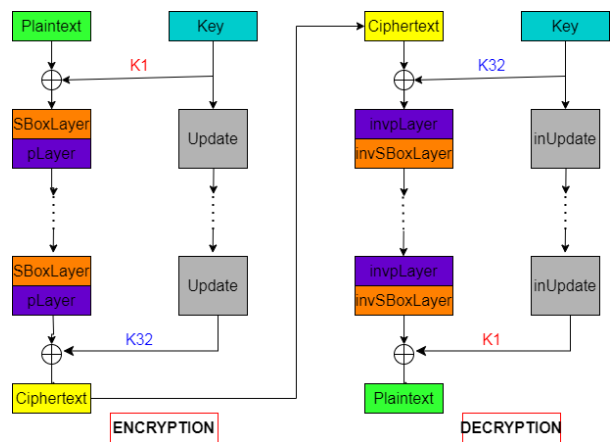 Plaintext
Key
K1
SBoxLayer
pLayer
Update
SBoxLayer
pLayer
Update
K32
Ciphertext
ENCRYPTION
Ciphertext
Key
K32
invpLayer
invSBoxLayer
inUpdate
invpLayer
invSBoxLayer
inUpdate
K1
Plaintext
DECRYPTION